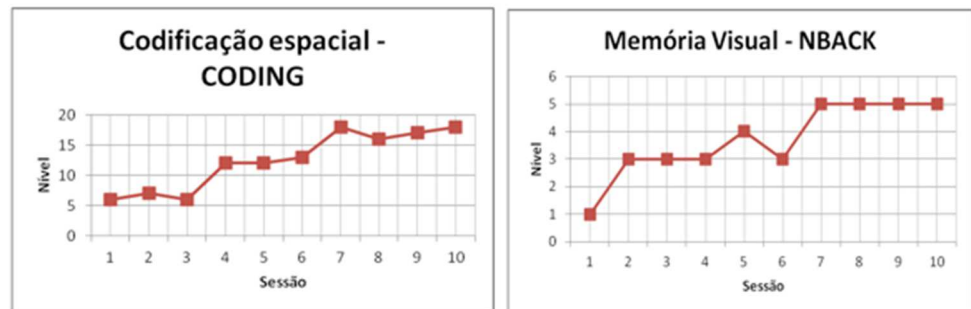 Codificação espacial -
CODING
20
15
10
5
0
Nível
1 2 3 4 5 6 7 8 9 10
Sessão
Memória Visual - NBACK
6
5
4
3
2
1
0
Nível
1 2 3 4 5 6 7 8 9 10
Sessão